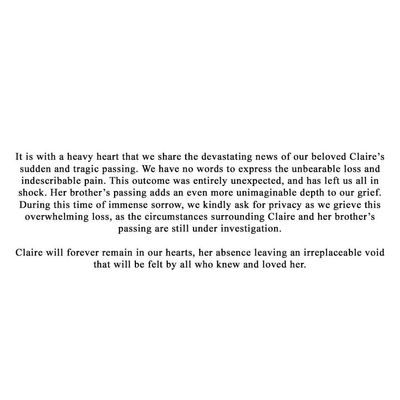 It is with a heavy heart that we share the devastating news of our beloved Claire's
sudden and tragic passing. We have no words to express the unbearable loss and
indescribable pain. This outcome was entirely unexpected, and has left us all in
shock. Her brother's passing adds an even more unimaginable depth to our grief.
During this time of immense sorrow, we kindly ask for privacy as we grieve this
overwhelming loss, as the circumstances surrounding Claire and her brother's
passing are still under investigation.
Claire will forever remain in our hearts, her absence leaving an irreplaceable void
that will be felt by all who knew and loved her.